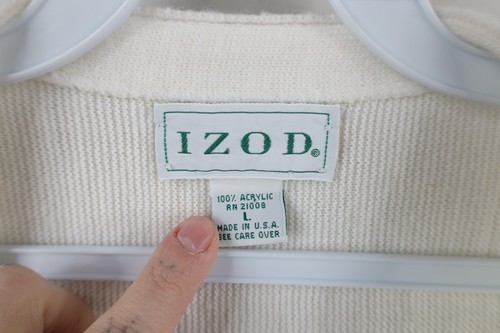 IZOD®
100% ACRYLIC
RN 21008
L
MADE IN U.S.A.
SEE CARE OVER